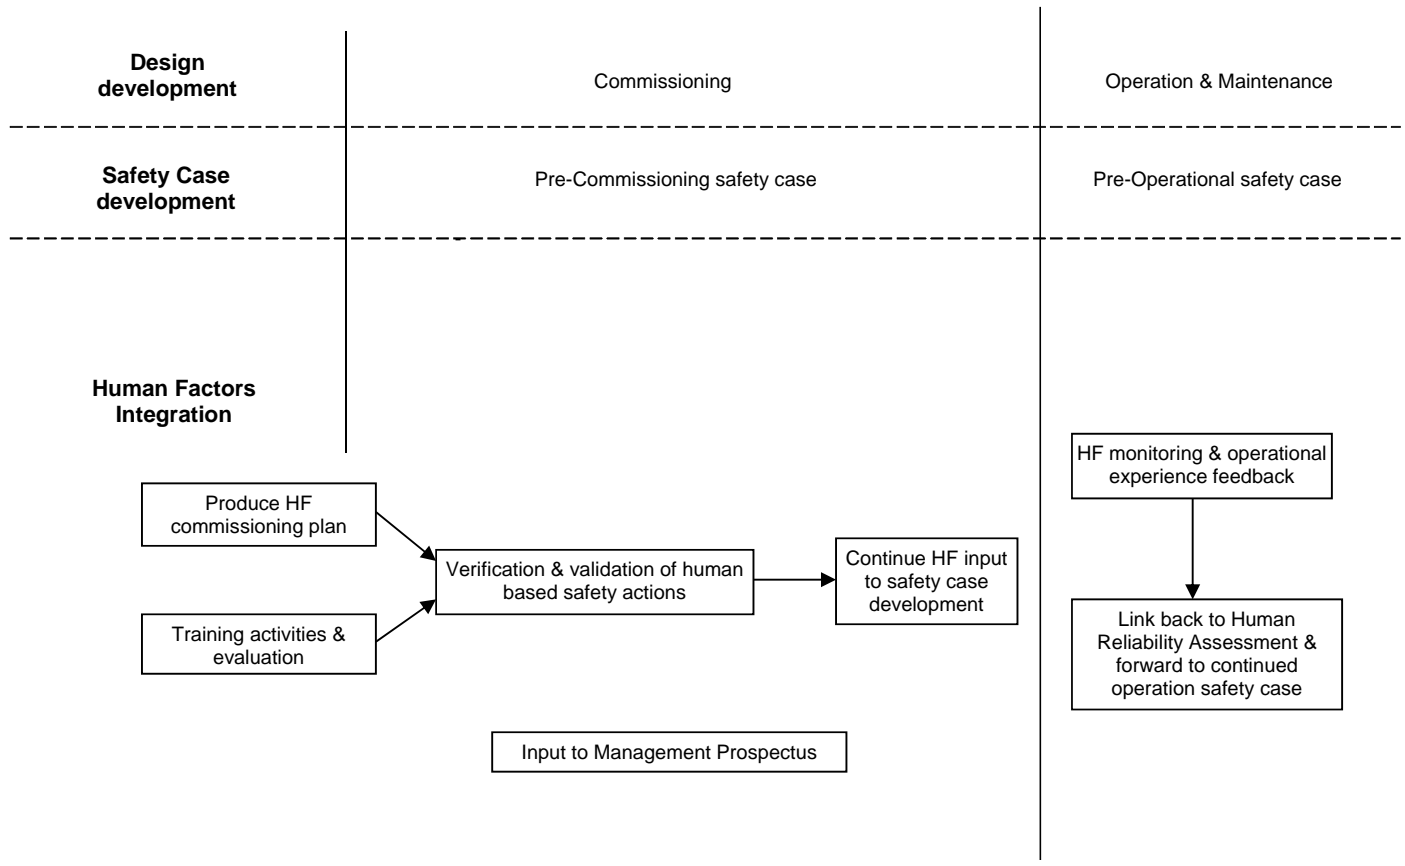 Design
development
Commissioning
Operation & Maintenance
Safety Case
development
Pre-Commissioning safety case
Pre-Operational safety case
Human Factors
Integration
Produce HF
commissioning plan
Training activities &
evaluation
Verification & validation of human
based safety actions
Continue HF input
to safety case
development
Input to Management Prospectus
HF monitoring & operational
experience feedback
Link back to Human
Reliability Assessment &
forward to continued
operation safety case